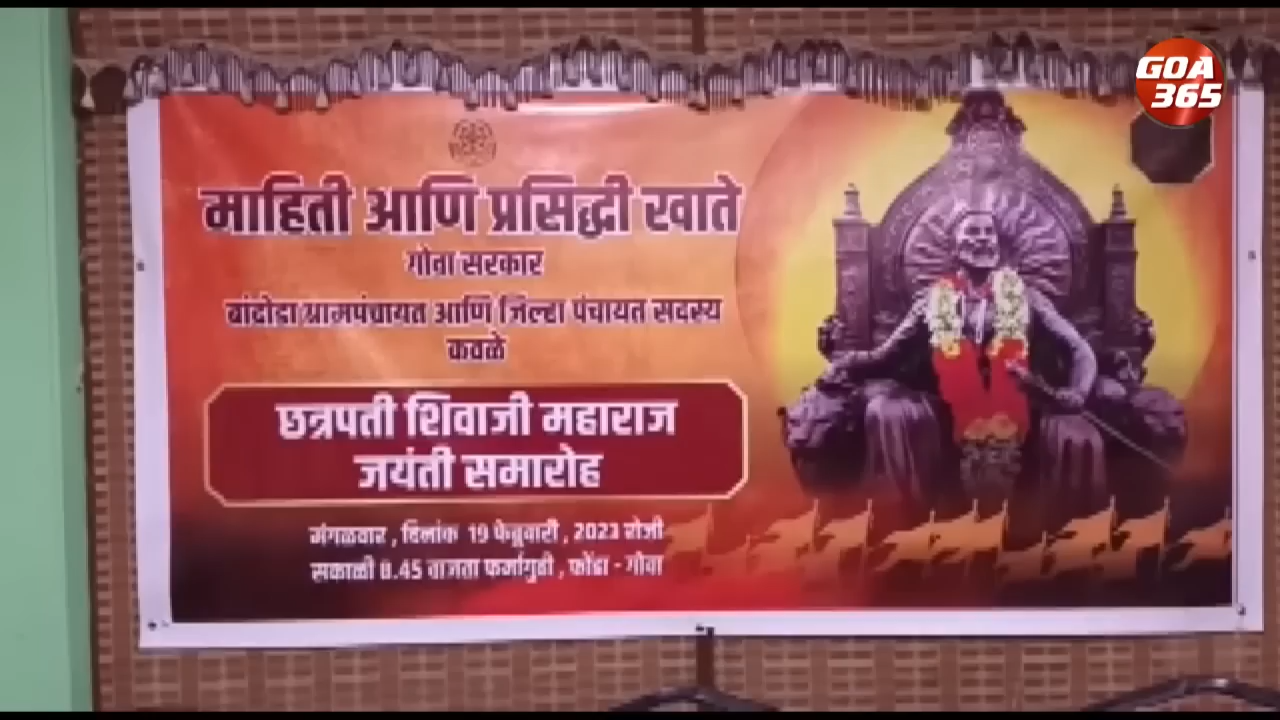 GOA
365
माहिती आणि प्रसिद्धी खाते
गोवा सरकार
बांदोडा ग्रामपंचायत आणि जिल्हा पंचायत सदस्य
कवळे
छत्रपती शिवाजी महाराज
जयंती समारोह
मंगळवार , दिनांक 19 फेब्रुवारी , 2023 रोजी
सकाळी 8.45 वाजता फर्मागुढी , फोंडा - गोवा